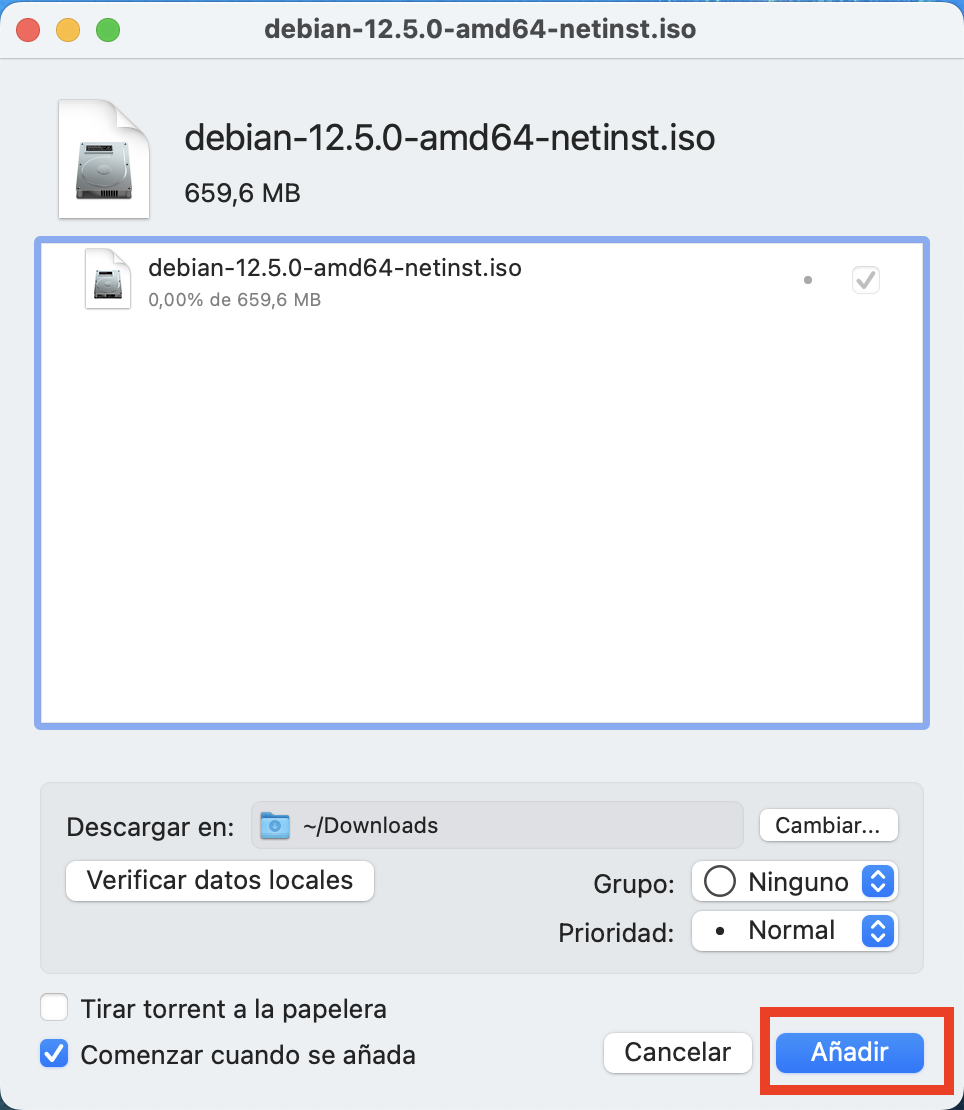 debian-12.5.0-amd64-netinst.iso
debian-12.5.0-amd64-netinst.iso
659,6 MB
debian-12.5.0-amd64-netinst.iso
0,00% de 659,6 MB
Descargar en: ~/Downloads Cambiar...
Verificar datos locales Grupo: Ninguno
Prioridad: Normal
Tirar torrent a la papelera
Comenzar cuando se añada Cancelar Añadir